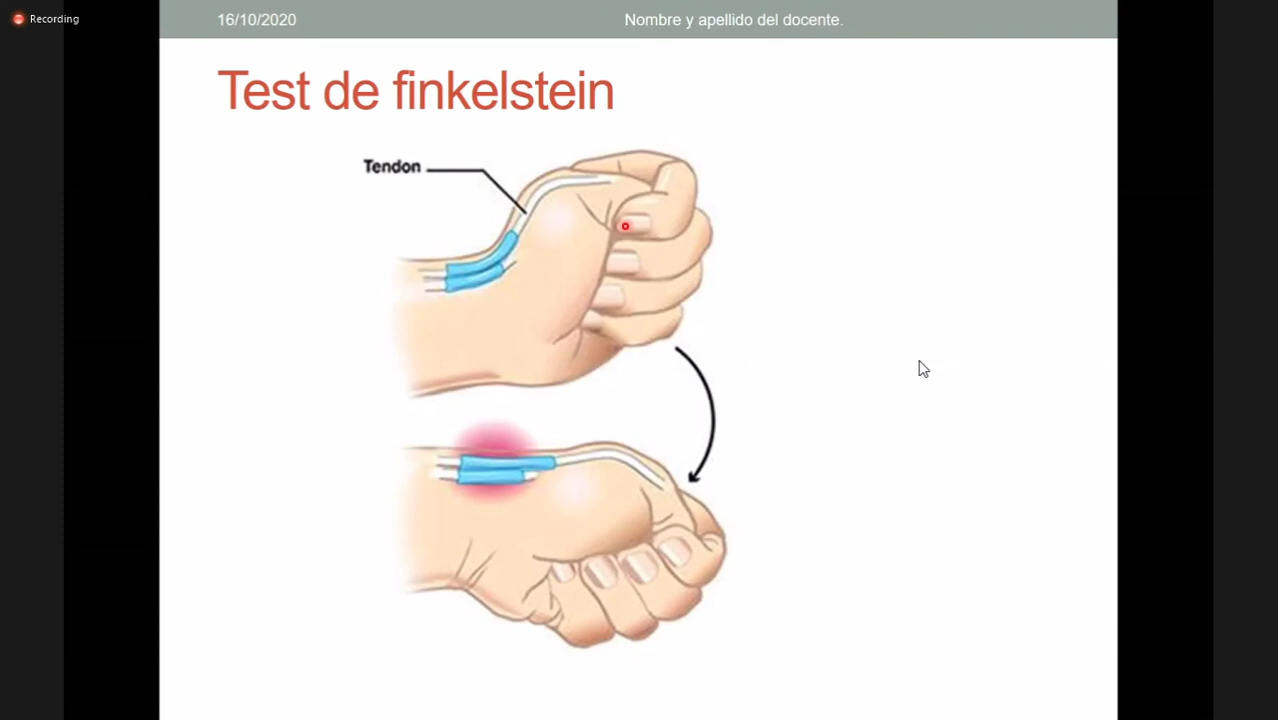 Recording
16/10/2020
Nombre y apellido del docente.
Test de finkelstein
Tendon